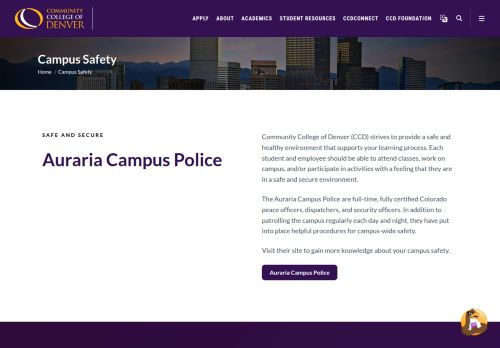 COMMUNITY
COLLEGE OF
DENVER
APPLY ABOUT ACADEMICS STUDENT RESOURCES CCDCONNECT CCD FOUNDATION
Campus Safety
Home / Campus Safety
SAFE AND SECURE
Auraria Campus Police
Community College of Denver (CCD) strives to provide a safe and
healthy environment that supports your learning process. Each
student and employee should be able to attend classes, work on
campus, and/or participate in activities with a feeling that they are
in a safe and secure environment.
The Auraria Campus Police are full-time, fully certified Colorado
peace officers, dispatchers, and security officers. In addition to
patrolling the campus regularly each day and night, they have put
into place helpful procedures for campus-wide safety.
Visit their site to gain more knowledge about your campus safety.
Auraria Campus Police